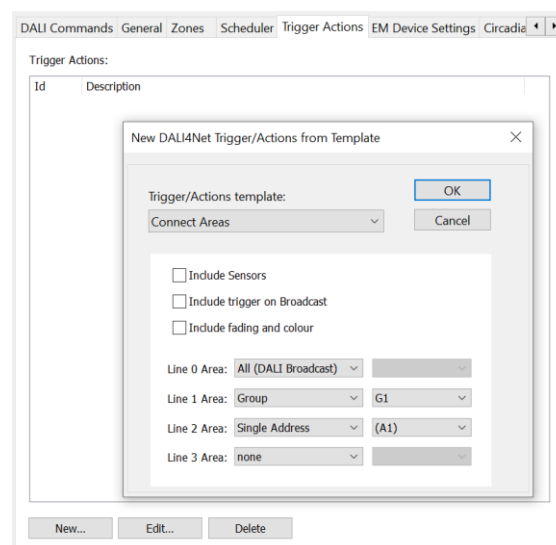 DALI Commands General Zones Scheduler Trigger Actions EM Device Settings Circadia
Trigger Actions:
Id Description
New DALI4Net Trigger/Actions from Template
Trigger/Actions template:
OK
Connect Areas
Cancel
Include Sensors
Include trigger on Broadcast
Include fading and colour
Line 0 Area: All (DALI Broadcast)
Line 1 Area: Group G1
Line 2 Area: Single Address (A1)
Line 3 Area: none
New... Edit... Delete